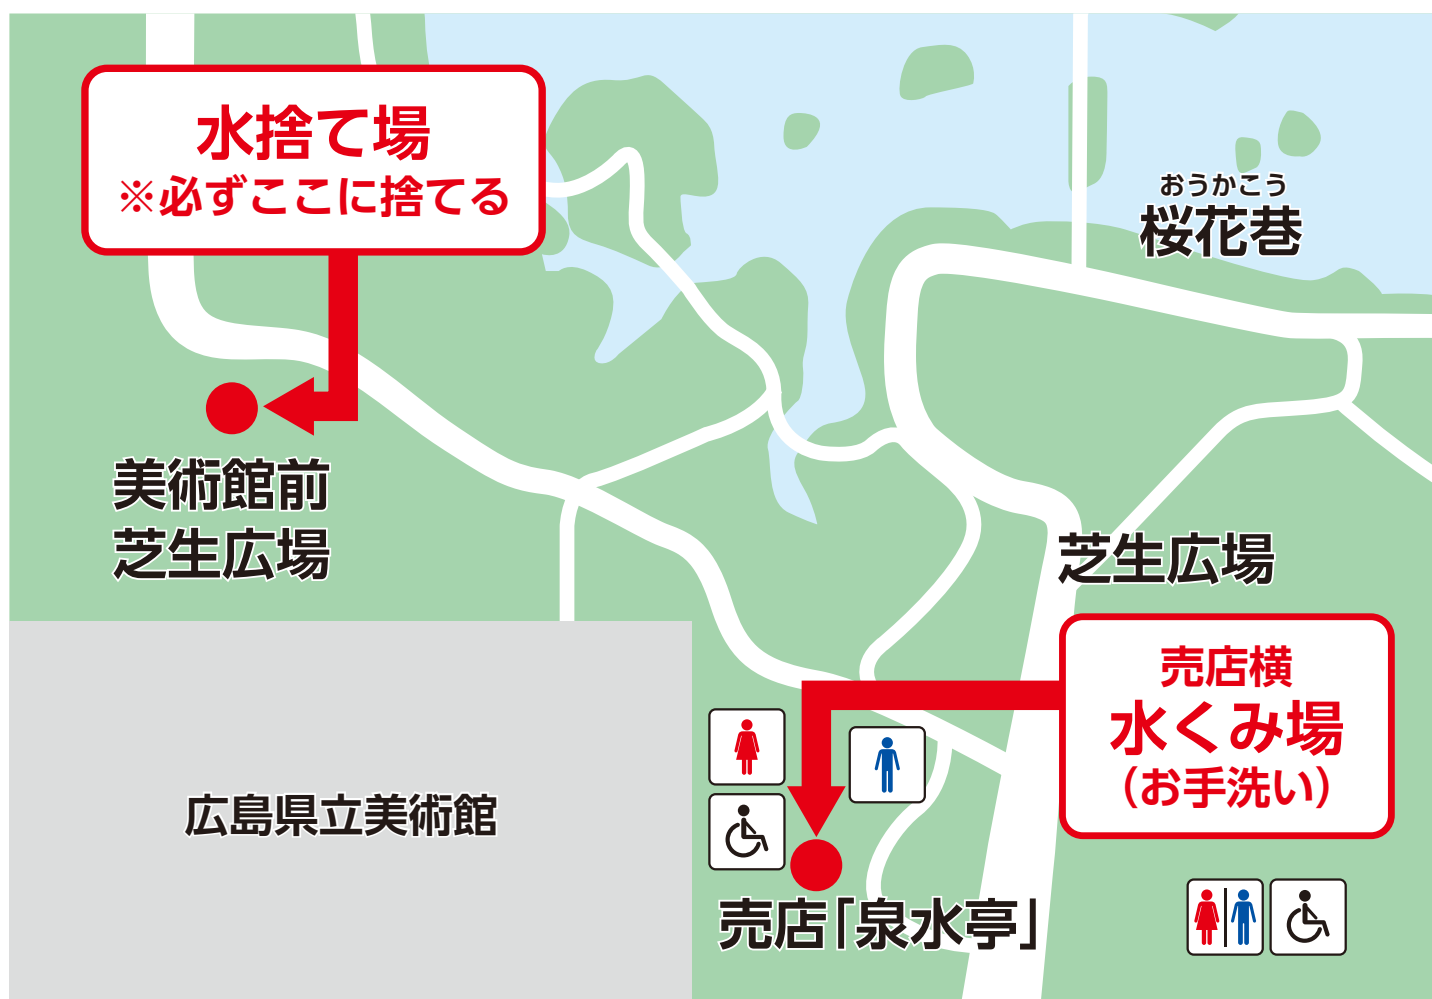 水捨て場
※必ずここに捨てる
おうかこう
桜花巷
美術館前
芝生広場
芝生広場
売店横
水くみ場
（お手洗い）
広島県立美術館
売店「泉水亭」